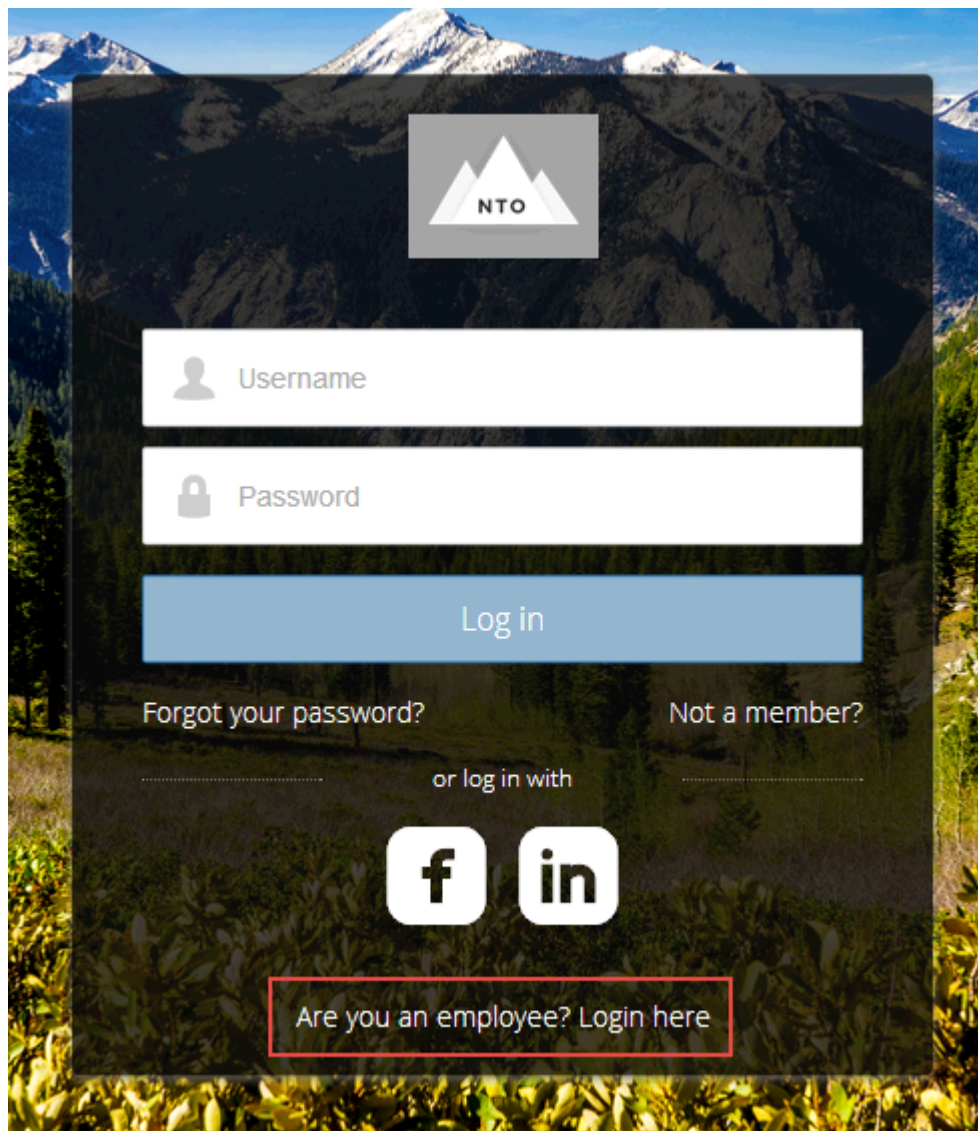 NTO
Username
Password
Log in
Forgot your password? Not a member?
or log in with
f in
Are you an employee? Login here